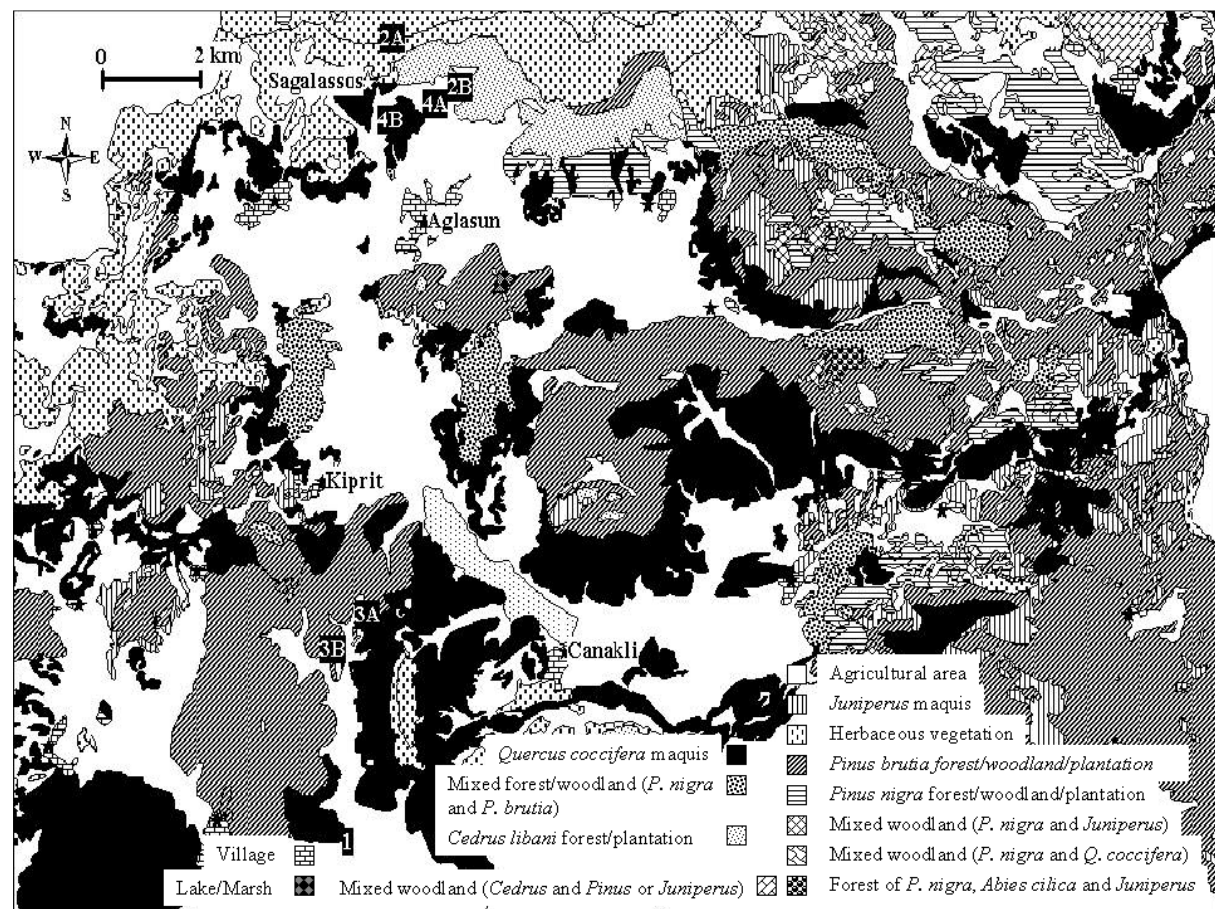 2A
0 2 km
Sagalassos
2B
4A
4B
N
W E
S
Aglasun
Kiprit
3A
3B
Canakli
Agricultural area
Juniperus maquis
Herbaceous vegetation
Quercus coccifera maquis
Pinus brutia forest/woodland/plantation
Mixed forest/woodland (P. nigra
and P. brutia)
Pinus nigra forest/woodland/plantation
Mixed woodland (P. nigra and Juniperus)
Cedrus libani forest/plantation
1
Village
Mixed woodland (P. nigra and Q. coccifera)
Lake/Marsh
Mixed woodland (Cedrus and Pinus or Juniperus)
Forest of P. nigra, Abies cilica and Juniperus